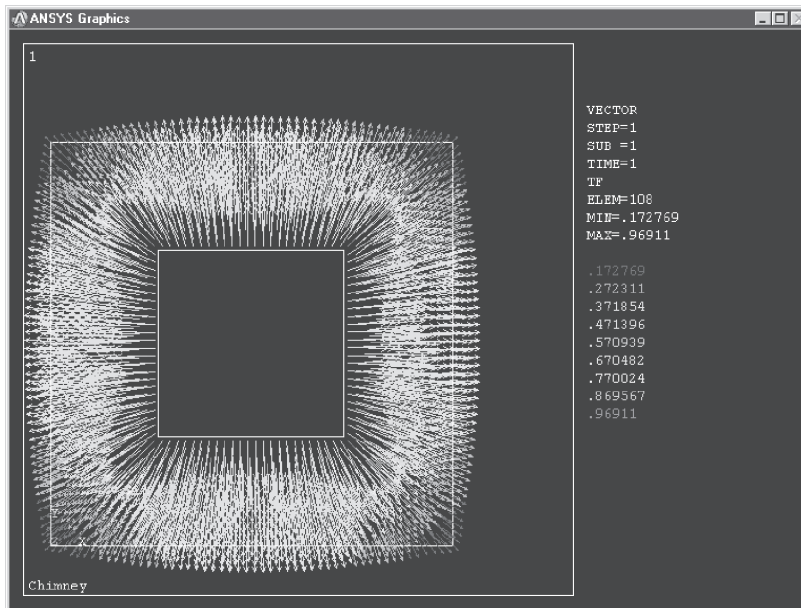 ANSYS Graphics
1
VECTOR
STEP=1
SUB =1
TIME=1
TF
ELEM=108
MIN=.172769
MAX=.96911
.172769
.272311
.371854
.471396
.570939
.670482
.770024
.869567
.96911
Chimney